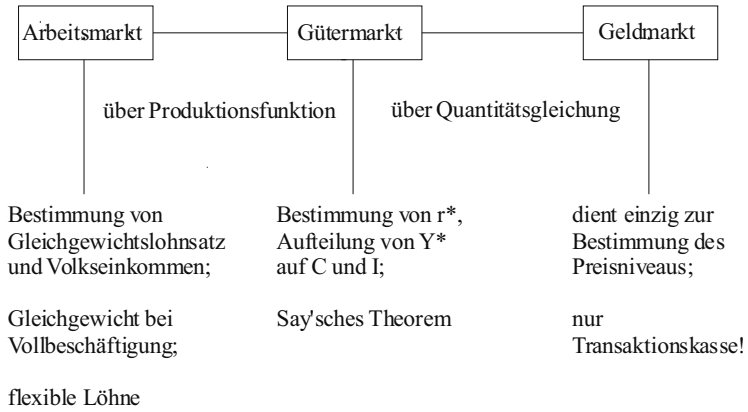 Arbeitsmarkt
Gütermarkt
Geldmarkt
über Produktionsfunktion
über Quantitätsgleichung
Bestimmung von
Gleichgewichtslohnsatz
und Volkseinkommen;
Gleichgewicht bei
Vollbeschäftigung;
flexible Löhne
Bestimmung von r*,
Aufteilung von Y*
auf C und I;
Say'sches Theorem
dient einzig zur
Bestimmung des
Preisniveaus;
nur
Transaktionskasse!